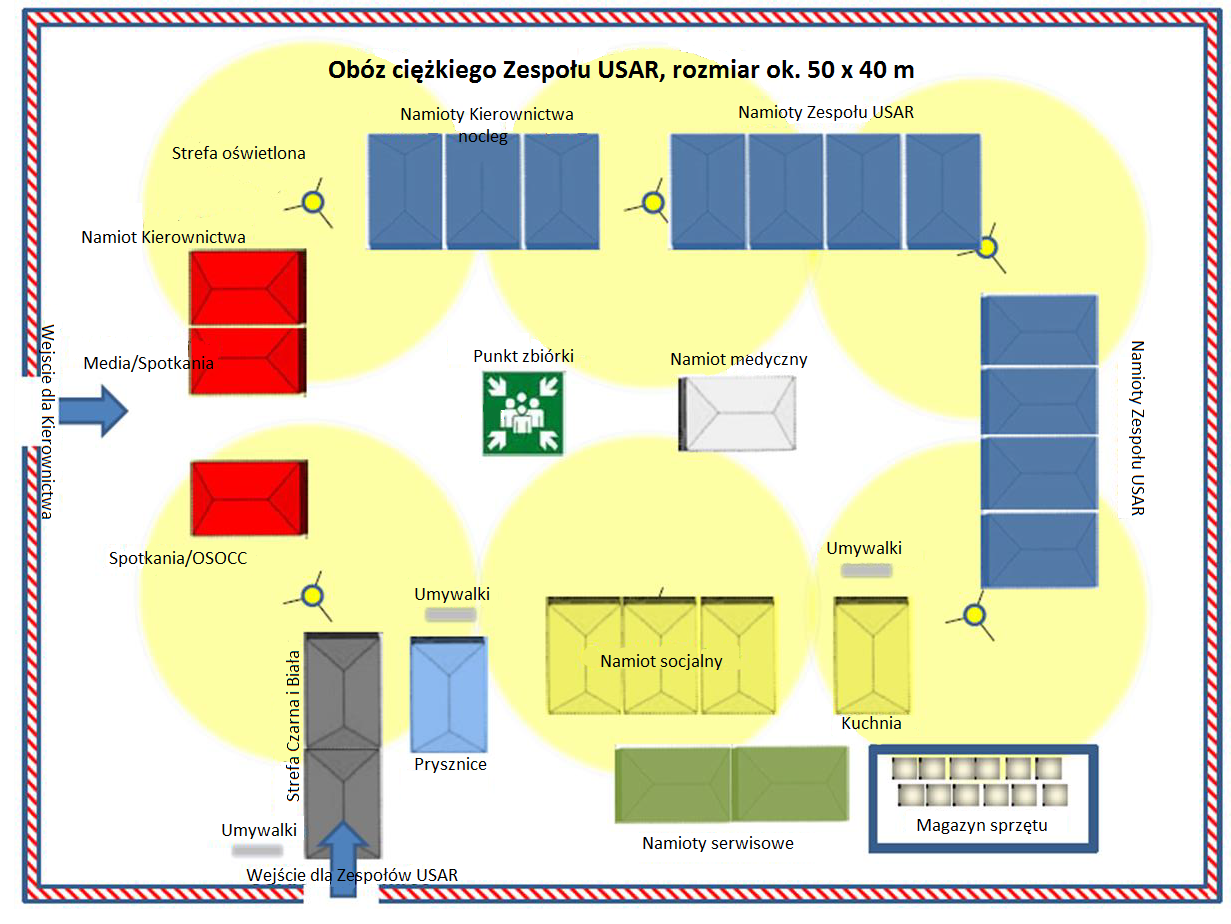 Obóz ciężkiego Zespołu USAR, rozmiar ok. 50 x 40 m
Namioty Kierownictwa
nocleg
Namioty Zespołu USAR
Strefa oświetlona
Namiot Kierownictwa
Wejście dla Kierownictwa
Media/Spotkania
Punkt zbiórki
Namiot medyczny
Namioty Zespołu USAR
Spotkania/OSOCC
Umywalki
Umywalki
Strefa Czarna i Biała
Namiot socjalny
Kuchnia
Prysznice
Umywalki
Namioty serwisowe
Magazyn sprzętu
Wejście dla Zespołów USAR